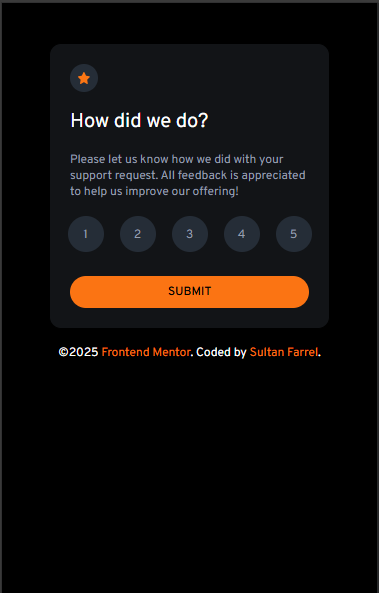 How did we do?
Please let us know how we did with your
support request. All feedback is appreciated
to help us improve our offering!
1 2 3 4 5
SUBMIT
©2025 Frontend Mentor. Coded by Sultan Farrel.